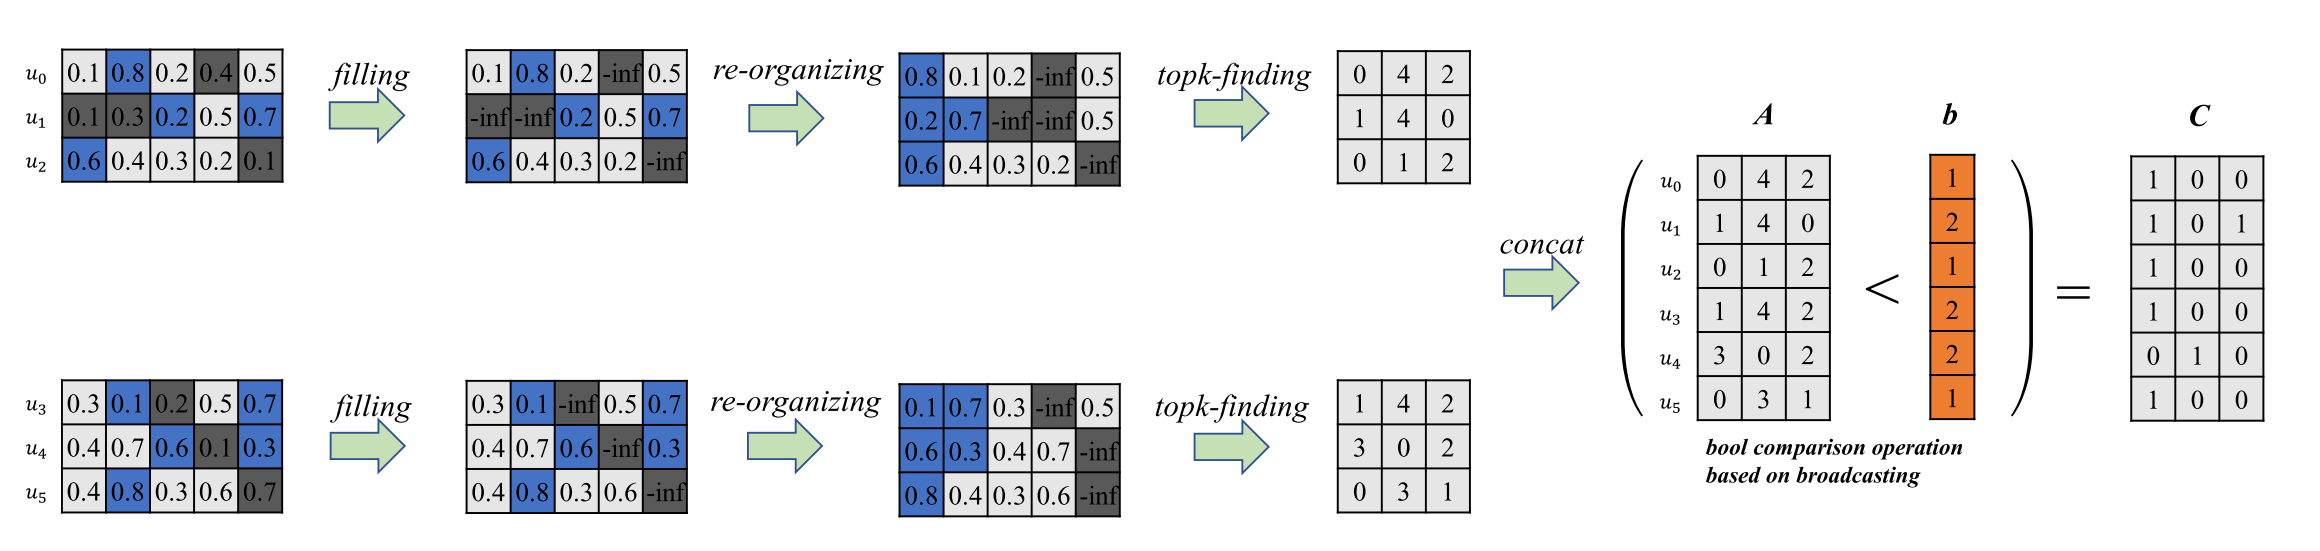 u0 0.1 0.8 0.2 0.4 0.5
u1 0.1 0.3 0.2 0.5 0.7
u2 0.6 0.4 0.3 0.2 0.1
filling
0.1 0.8 0.2 -inf 0.5
-inf -inf 0.2 0.5 0.7
0.6 0.4 0.3 0.2 -inf
re-organizing
0.8 0.1 0.2 -inf 0.5
0.2 0.7 -inf -inf 0.5
0.6 0.4 0.3 0.2 -inf
topk-finding
0 4 2
1 4 0
0 1 2
u3 0.3 0.1 0.2 0.5 0.7
u4 0.4 0.7 0.6 0.1 0.3
u5 0.4 0.8 0.3 0.6 0.7
filling
0.3 0.1 -inf 0.5 0.7
0.4 0.7 0.6 -inf 0.3
0.4 0.8 0.3 0.6 -inf
re-organizing
0.1 0.7 0.3 -inf 0.5
0.6 0.3 0.4 0.7 -inf
0.8 0.4 0.3 0.6 -inf
topk-finding
1 4 2
3 0 2
0 3 1
concat
A b C
u0 0 4 2 1 1 0 0
u1 1 4 0 2 1 0 1
u2 0 1 2 1 1 0 0
( < ) =
u3 1 4 2 2 1 0 0
u4 3 0 2 2 0 1 0
u5 0 3 1 1 1 0 0
bool comparison operation
based on broadcasting